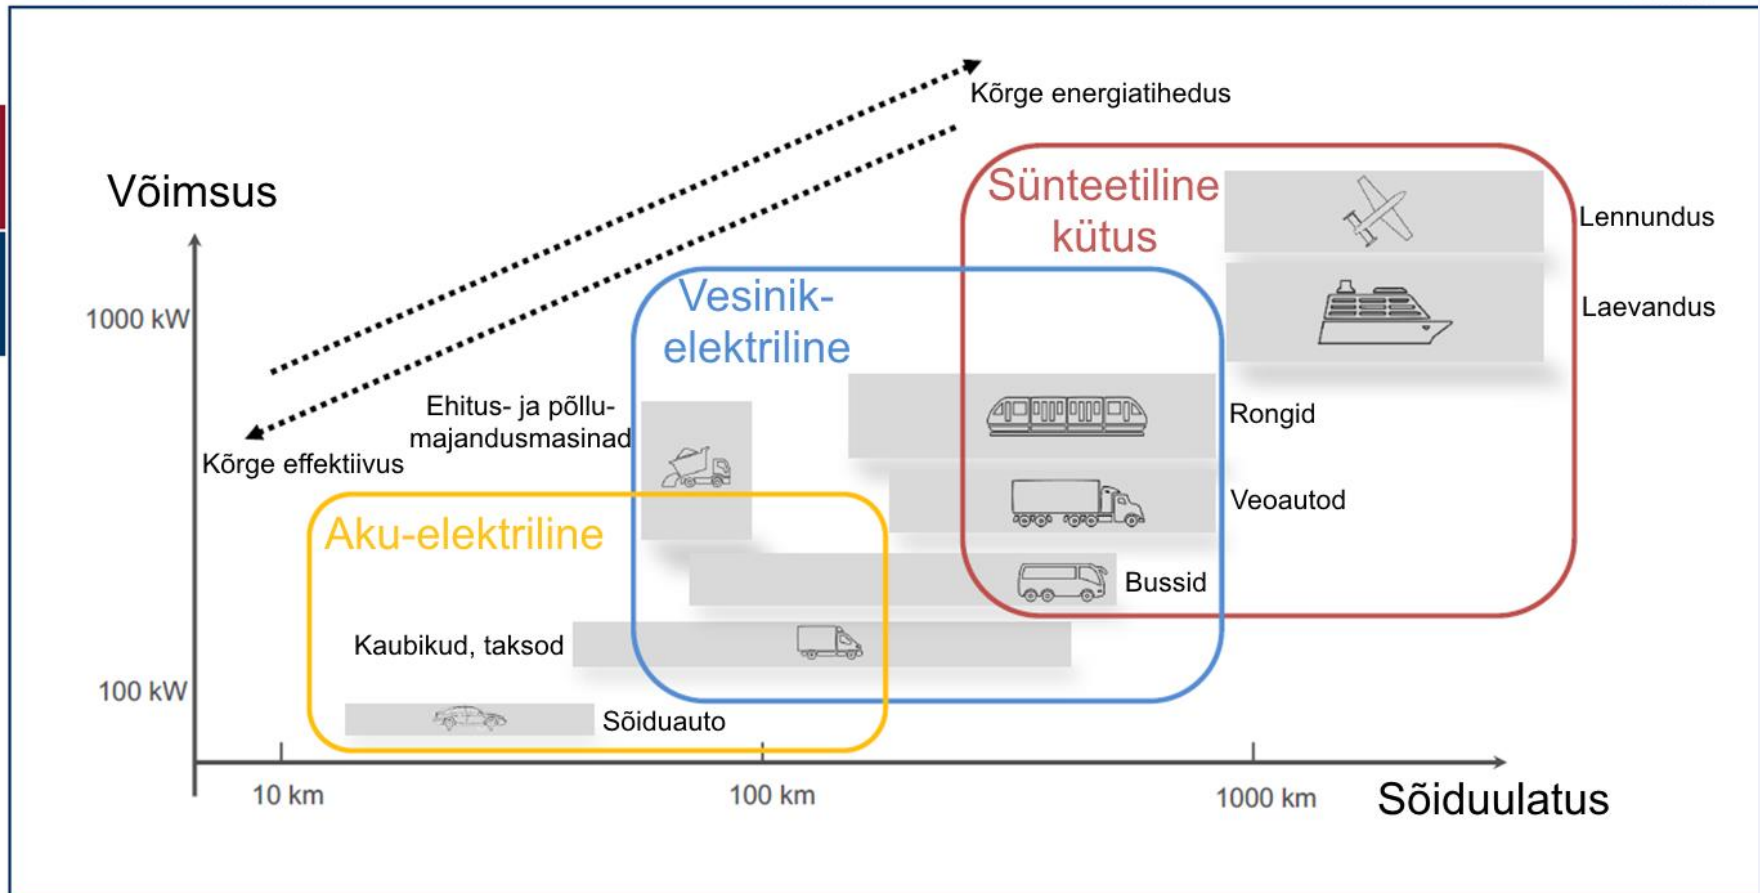 Kõrge energiatihedus
Võimsus
Sünteetiline
kütus
Lennundus
Vesinik-
elektriline
Laevandus
1000 kW
Ehitus- ja põllu-
majandusmasinad
Rongid
Kõrge effektiivus
Veoautod
Aku-elektriline
Bussid
Kaubikud, taksod
100 kW
Sõiduauto
10 km
100 km
1000 km
Sõiduulatus